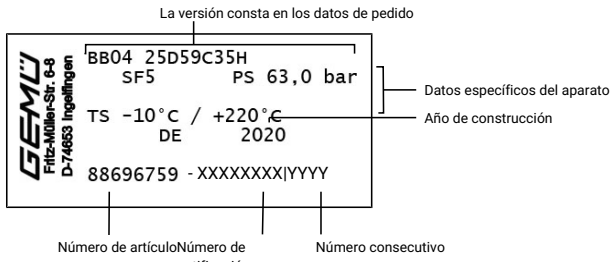 La versión consta en los datos de pedido
GEMÜ
Fritz-Müller-Str. 6-8
D-74653 Ingelfingen
BB04 25D59C35H
SF5 PS 63,0 bar
Datos específicos del aparato
TS -10°C / +220°C
Año de construcción
DE 2020
88696759 -XXXXXXXX|YYYY
Número de artículo Número de Número consecutivo